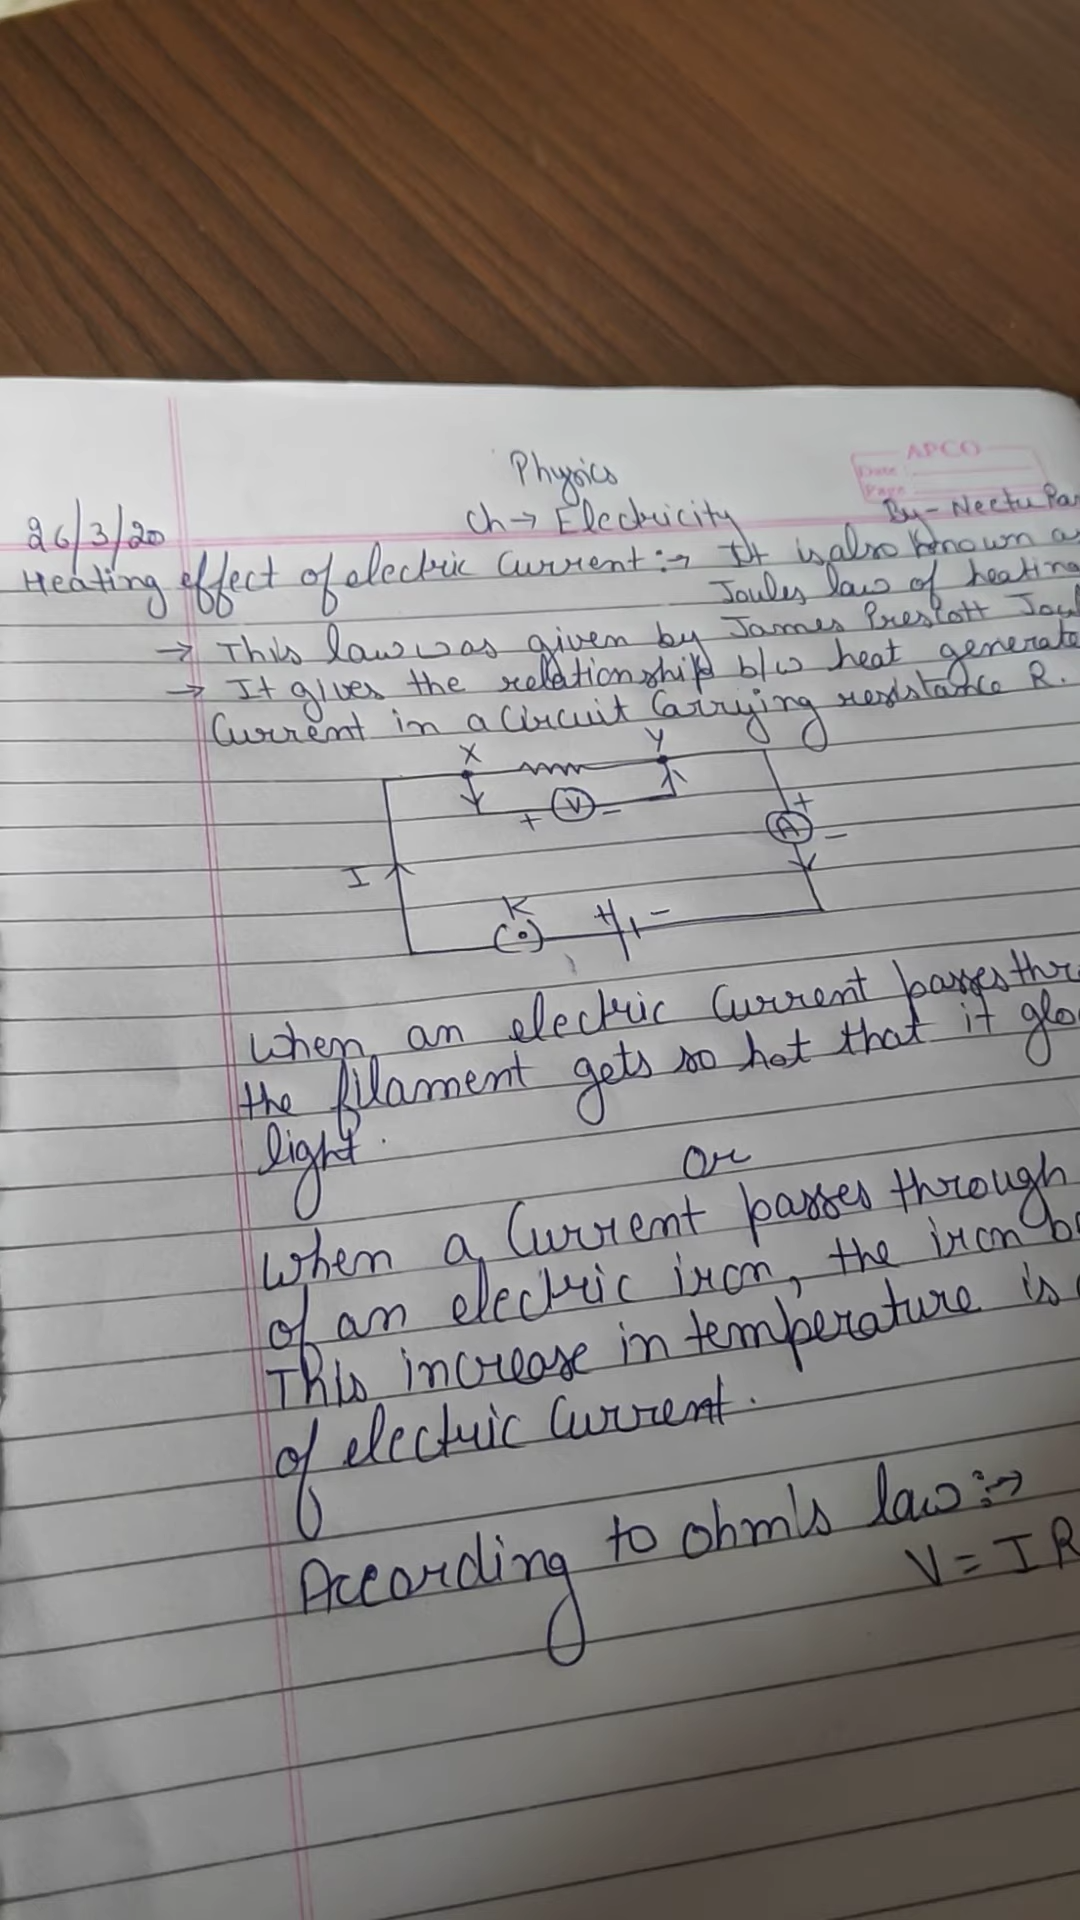 Physics
APCO
Date
Page
26/3/20
Ch → Electricity
By - Neetu
Heating effect of electric Current :→ It is also known as
Joules law of heating
→ This law was given by James Prescott Joul
→ It gives the relationship b/w heat generate
Current in a Circuit Carrying resistance R.
X Y
+ V -
+
A -
I
K
+ -
When an electric Current passes thr
the filament gets so hot that it glo
light.
Or
When a Current passes through
of an electric iron, the iron be
This increase in temperature is
of electric Current.
According to ohm's law :→
V = IR